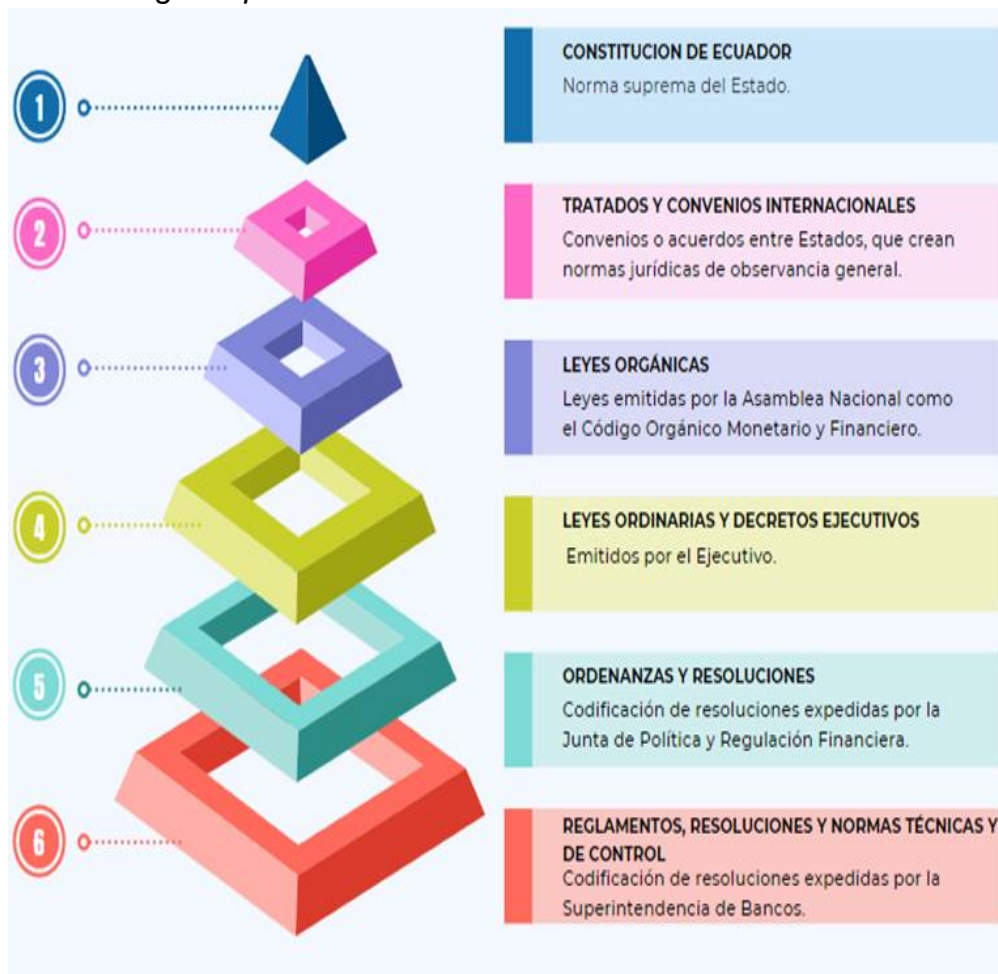 1
CONSTITUCION DE ECUADOR
Norma suprema del Estado.
2
TRATADOS Y CONVENIOS INTERNACIONALES
Convenios o acuerdos entre Estados, que crean
normas jurídicas de observancia general.
3
LEYES ORGÁNICAS
Leyes emitidas por la Asamblea Nacional como
el Código Orgánico Monetario y Financiero.
4
LEYES ORDINARIAS Y DECRETOS EJECUTIVOS
Emitidos por el Ejecutivo.
5
ORDENANZAS Y RESOLUCIONES
Codificación de resoluciones expedidas por la
Junta de Política y Regulación Financiera.
6
REGLAMENTOS, RESOLUCIONES Y NORMAS TÉCNICAS Y
DE CONTROL
Codificación de resoluciones expedidas por la
Superintendencia de Bancos.